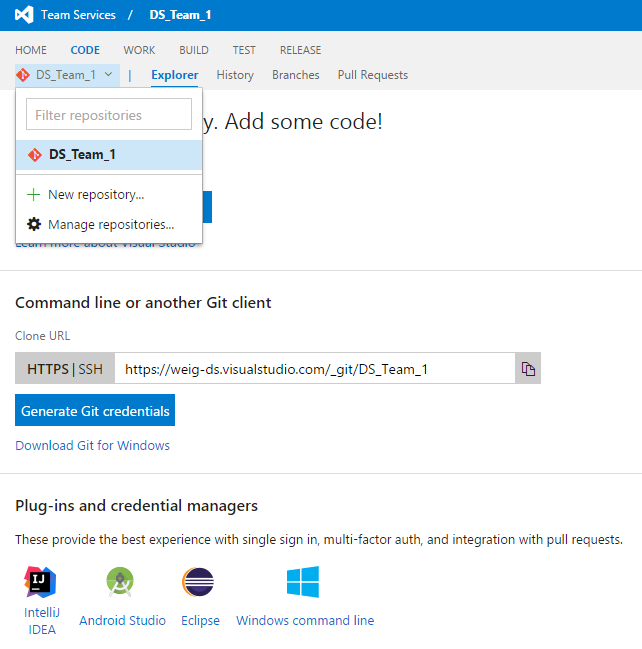 Team Services / DS_Team_1
HOME CODE WORK BUILD TEST RELEASE
DS_Team_1 | Explorer History Branches Pull Requests
Filter repositories
y. Add some code!
DS_Team_1
New repository...
Manage repositories...
Learn more about Visual Studio
Command line or another Git client
Clone URL
HTTPS | SSH https://weig-ds.visualstudio.com/_git/DS_Team_1
Generate Git credentials
Download Git for Windows
Plug-ins and credential managers
These provide the best experience with single sign in, multi-factor auth, and integration with pull requests.
IntelliJ
IDEA
Android Studio Eclipse Windows command line